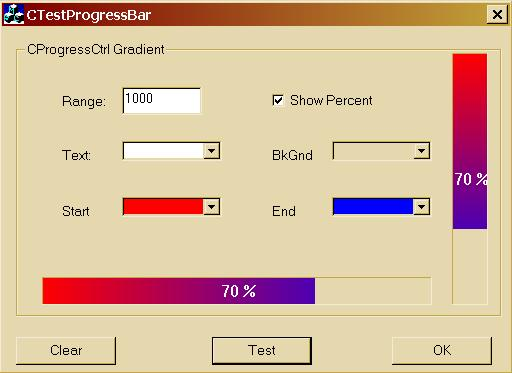 CTestProgressBar
CProgressCtrl Gradient
Range: 1000 Show Percent
Text: BkGnd
70 %
Start End
70 %
Clear Test OK